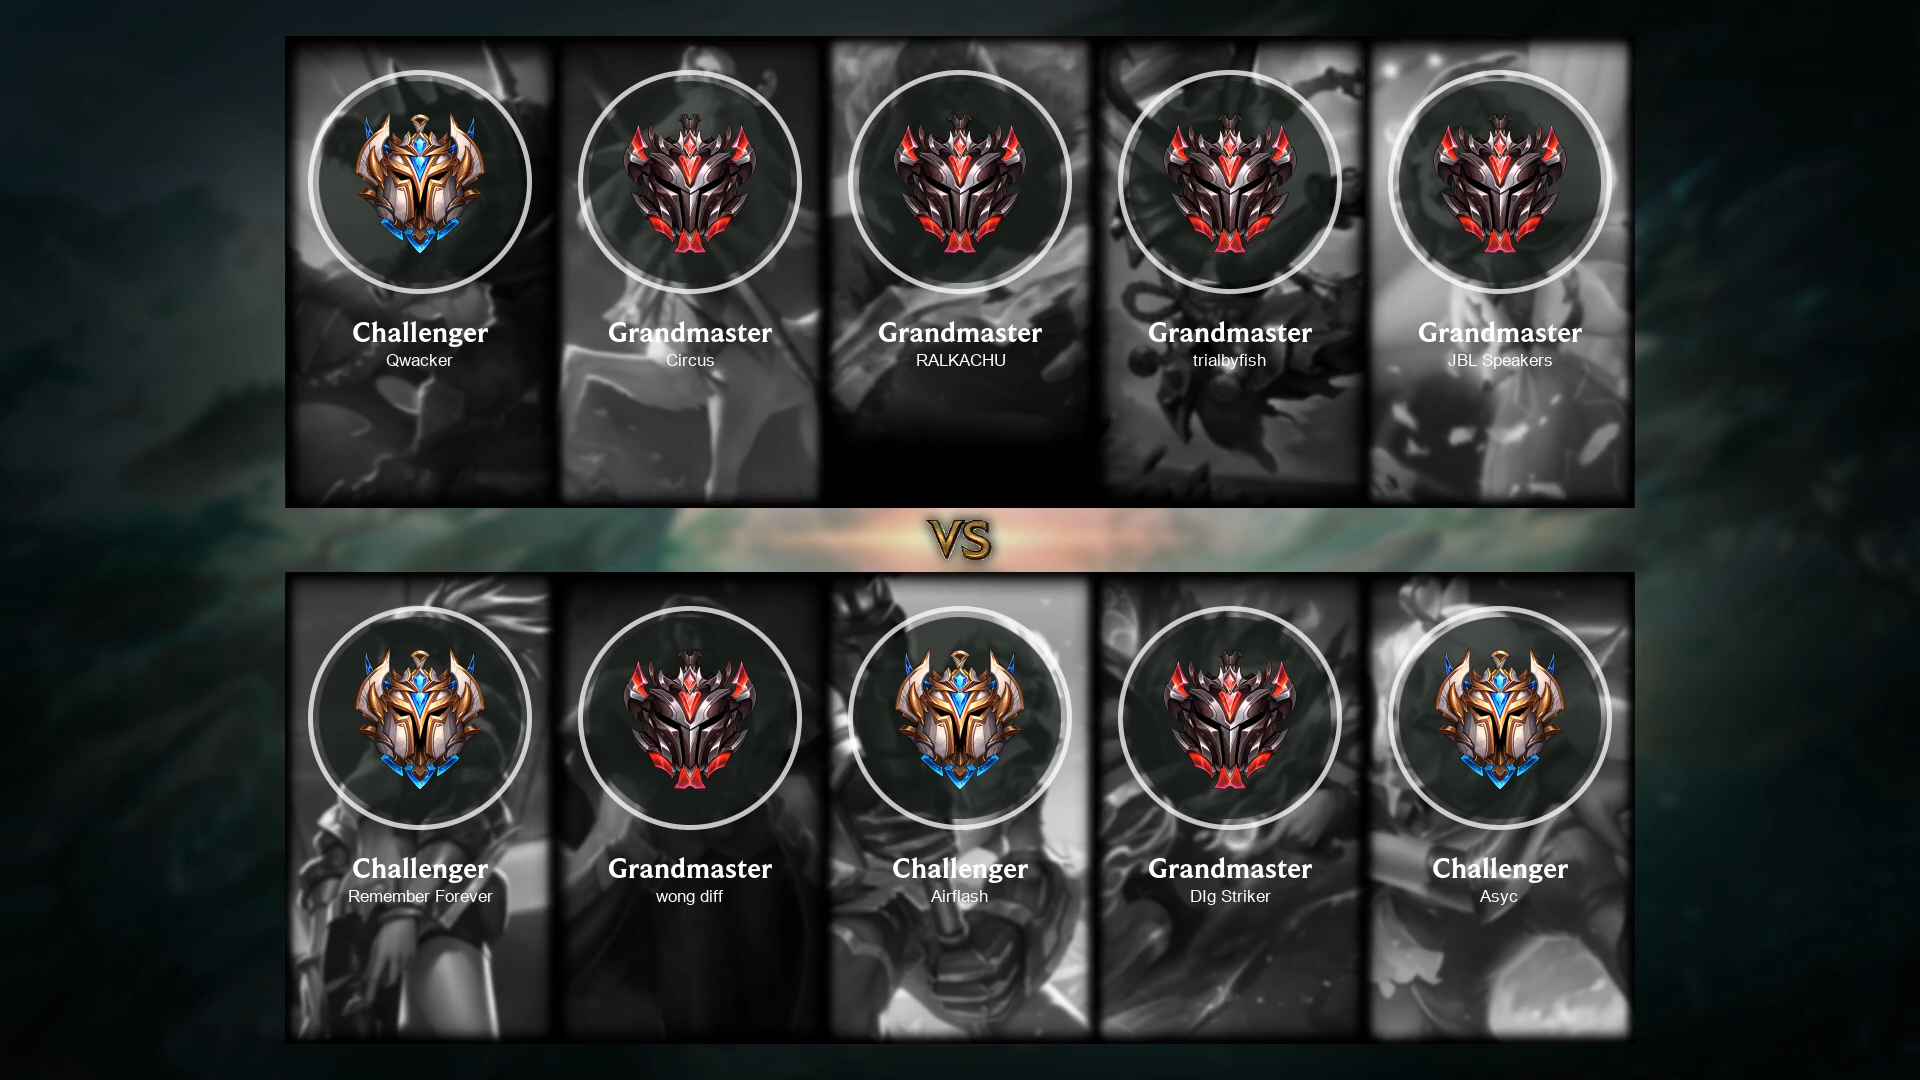 Challenger
Qwacker
Grandmaster
Circus
Grandmaster
RALKACHU
Grandmaster
trialbyfish
Grandmaster
JBL Speakers
VS
Challenger
Remember Forever
Grandmaster
wong diff
Challenger
Airflash
Grandmaster
DIg Striker
Challenger
Asyc